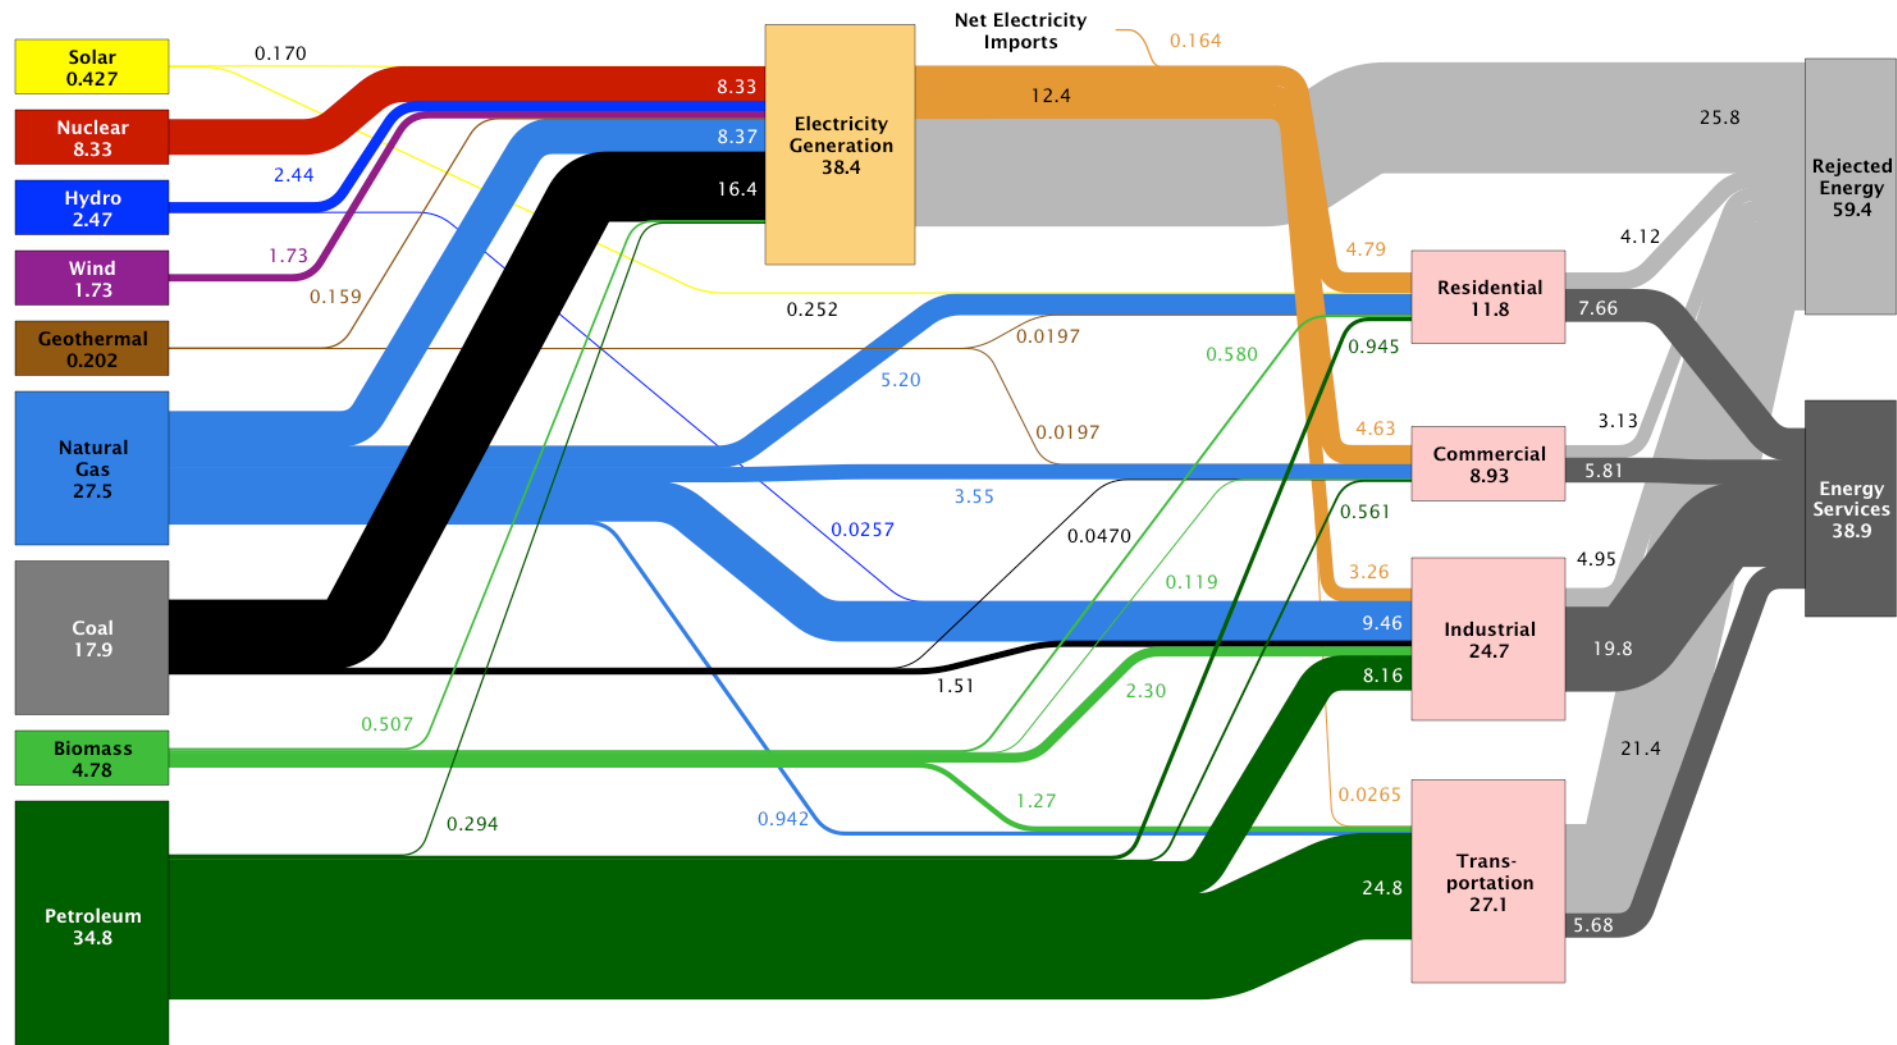 Net Electricity
Imports
0.164
Solar
0.427
0.170
Nuclear
8.33
8.33
12.4
25.8
Electricity
Generation
38.4
8.37
Hydro
2.47
2.44
16.4
Rejected
Energy
59.4
Wind
1.73
1.73
4.79
4.12
0.159
0.252
Residential
11.8
7.66
Geothermal
0.202
0.0197
0.580
0.945
5.20
Natural
Gas
27.5
0.0197
4.63
3.13
Commercial
8.93
5.81
3.55
0.561
Energy
Services
38.9
0.0257
0.0470
0.119
3.26
4.95
Coal
17.9
9.46
Industrial
24.7
19.8
1.51
2.30
8.16
0.507
Biomass
4.78
21.4
0.942
1.27
0.0265
0.294
Petroleum
34.8
24.8
Trans-
portation
27.1
5.68